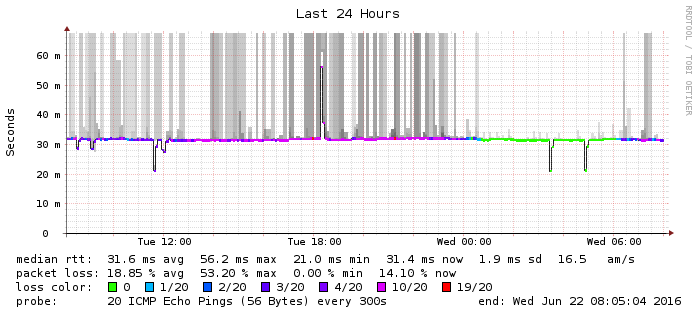 Last 24 Hours
RRDTOOL / TOBI OETIKER
Seconds
60 m
50 m
40 m
30 m
20 m
10 m
0
Tue 12:00 Tue 18:00 Wed 00:00 Wed 06:00
median rtt: 31.6 ms avg 56.2 ms max 21.0 ms min 31.4 ms now 1.9 ms sd 16.5 am/s
packet loss: 18.85 % avg 53.20 % max 0.00 % min 14.10 % now
loss color: 0 1/20 2/20 3/20 4/20 10/20 19/20
probe: 20 ICMP Echo Pings (56 Bytes) every 300s end: Wed Jun 22 08:05:04 2016